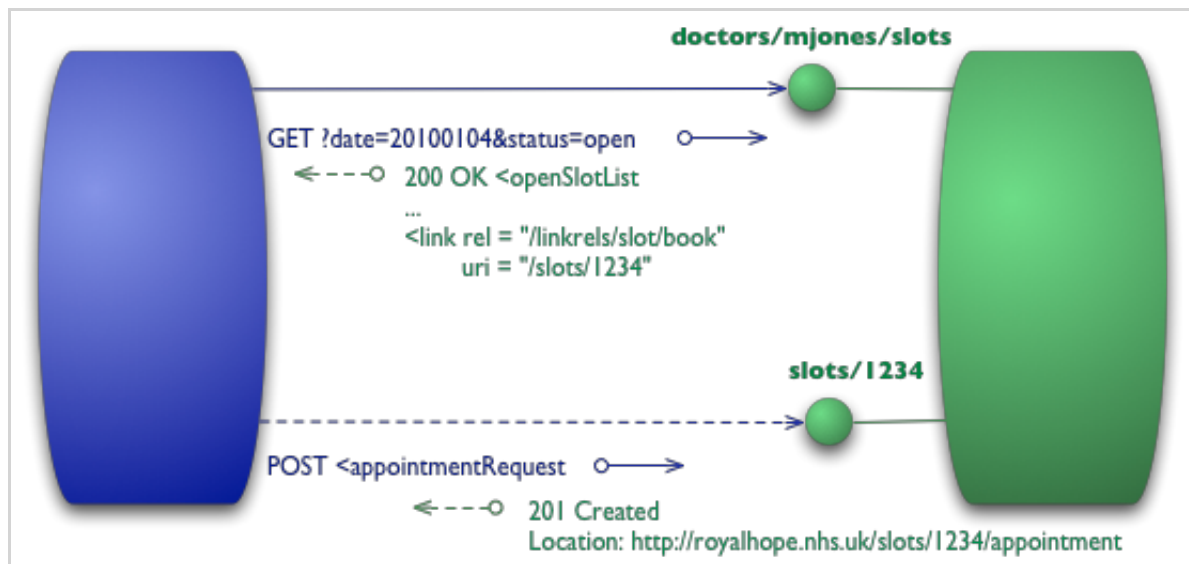 doctors/mjones/slots
GET ?date=20100104&status=open
200 OK <openSlotList
...
<link rel = "/linkrels/slot/book"
uri = "/slots/1234"
slots/1234
POST <appointmentRequest
201 Created
Location: http://royalhope.nhs.uk/slots/1234/appointment